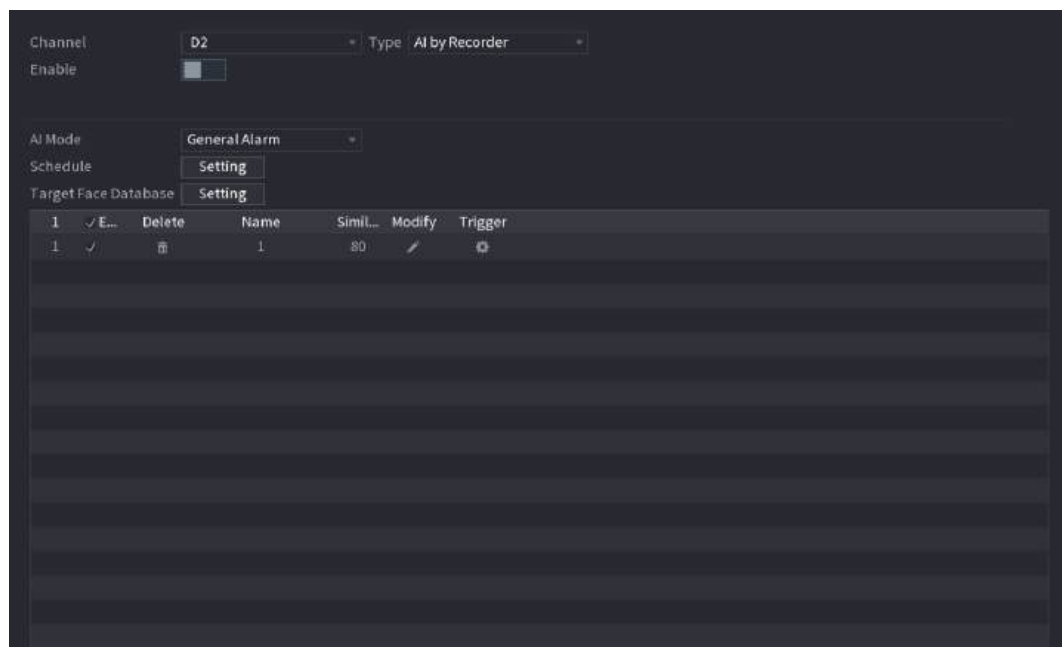 Channel D2 Type AI by Recorder
Enable
AI Mode General Alarm
Schedule Setting
Target Face Database Setting
1 E... Delete Name Simil... Modify Trigger
1 1 80